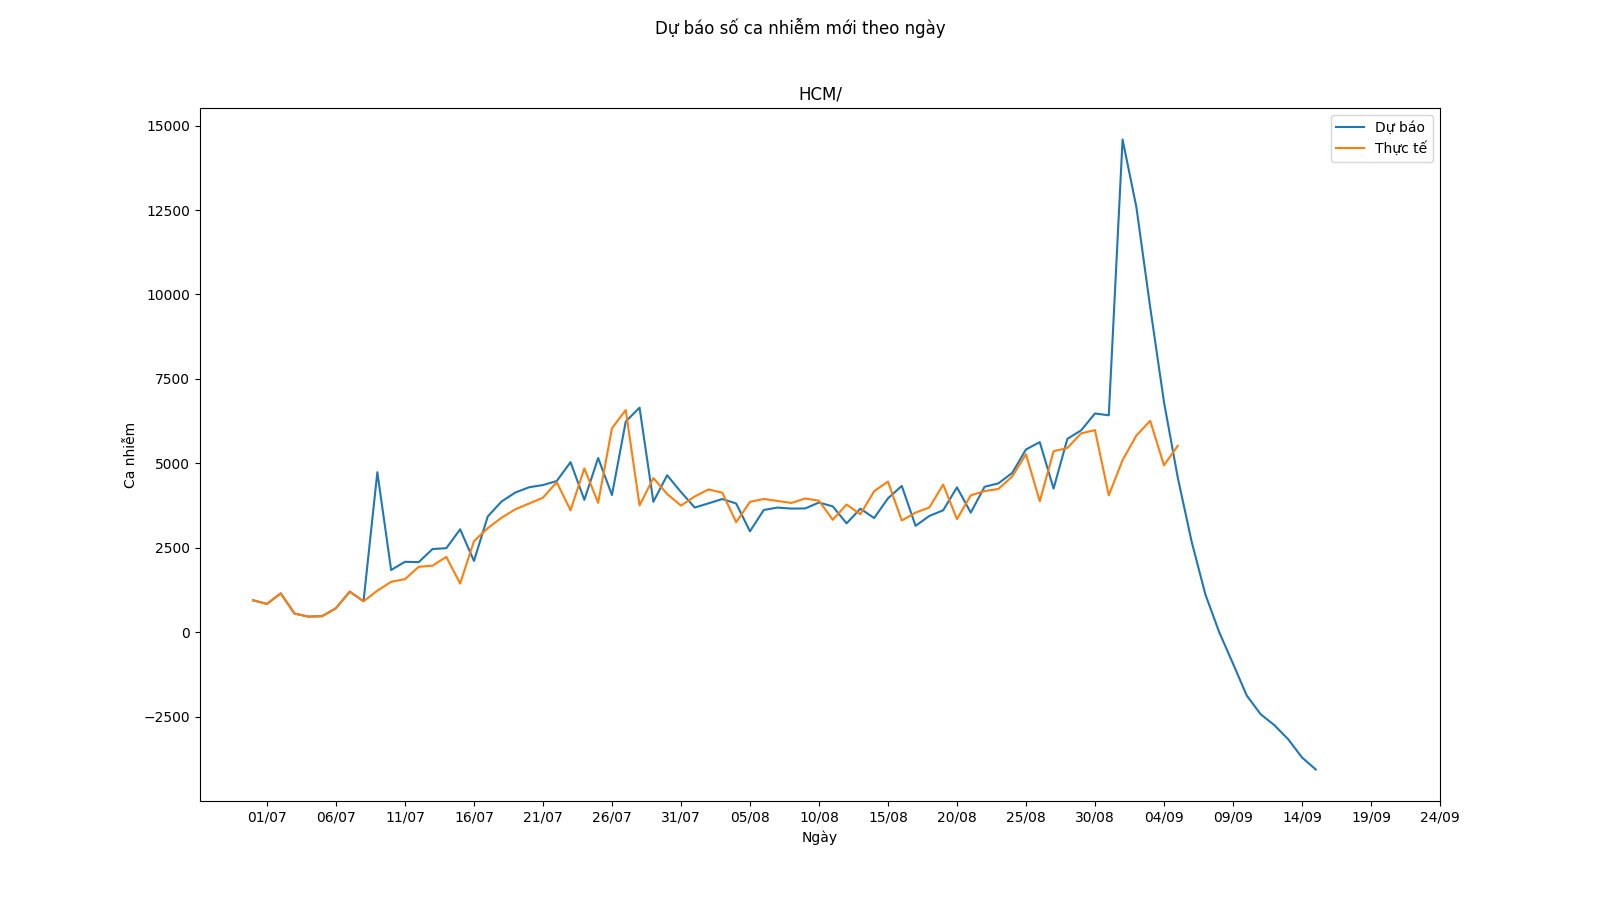 Dự báo số ca nhiễm mới theo ngày
HCM/
Dự báo
Thực tế
15000
12500
10000
7500
5000
2500
0
−2500
Ca nhiễm
01/07 06/07 11/07 16/07 21/07 26/07 31/07 05/08 10/08 15/08 20/08 25/08 30/08 04/09 09/09 14/09 19/09 24/09
Ngày